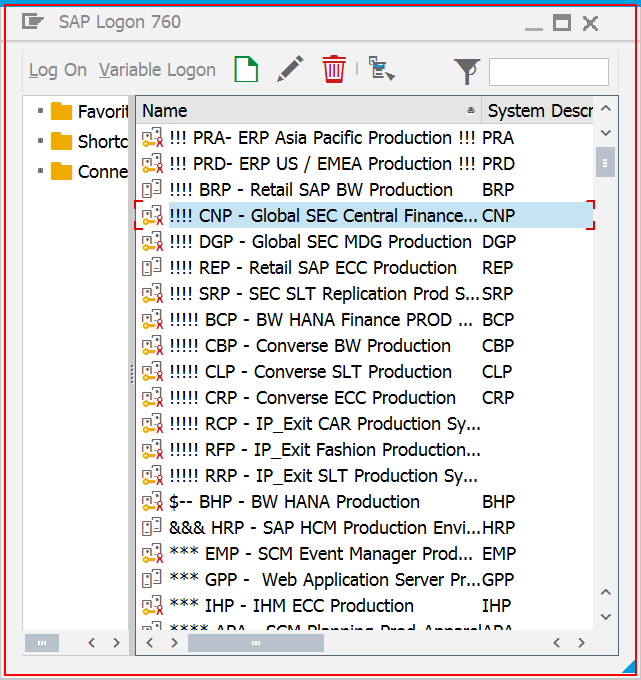 SAP Logon 760
Log On Variable Logon
Favorit
Shortc
Conne
Name System Descr
!!! PRA- ERP Asia Pacific Production !!! PRA
!!! PRD- ERP US / EMEA Production !!! PRD
!!!! BRP - Retail SAP BW Production BRP
!!!! CNP - Global SEC Central Finance... CNP
!!!! DGP - Global SEC MDG Production DGP
!!!! REP - Retail SAP ECC Production REP
!!!! SRP - SEC SLT Replication Prod S... SRP
!!!!! BCP - BW HANA Finance PROD ... BCP
!!!!! CBP - Converse BW Production CBP
!!!!! CLP - Converse SLT Production CLP
!!!!! CRP - Converse ECC Production CRP
!!!!! RCP - IP_Exit CAR Production Sy...
!!!!! RFP - IP_Exit Fashion Production...
!!!!! RRP - IP_Exit SLT Production Sy...
$-- BHP - BW HANA Production BHP
&&& HRP - SAP HCM Production Envi... HRP
*** EMP - SCM Event Manager Prod... EMP
*** GPP -  Web Application Server Pr... GPP
*** IHP - IHM ECC Production IHP
**** APA - SCM Planning Prod-Apparel APA